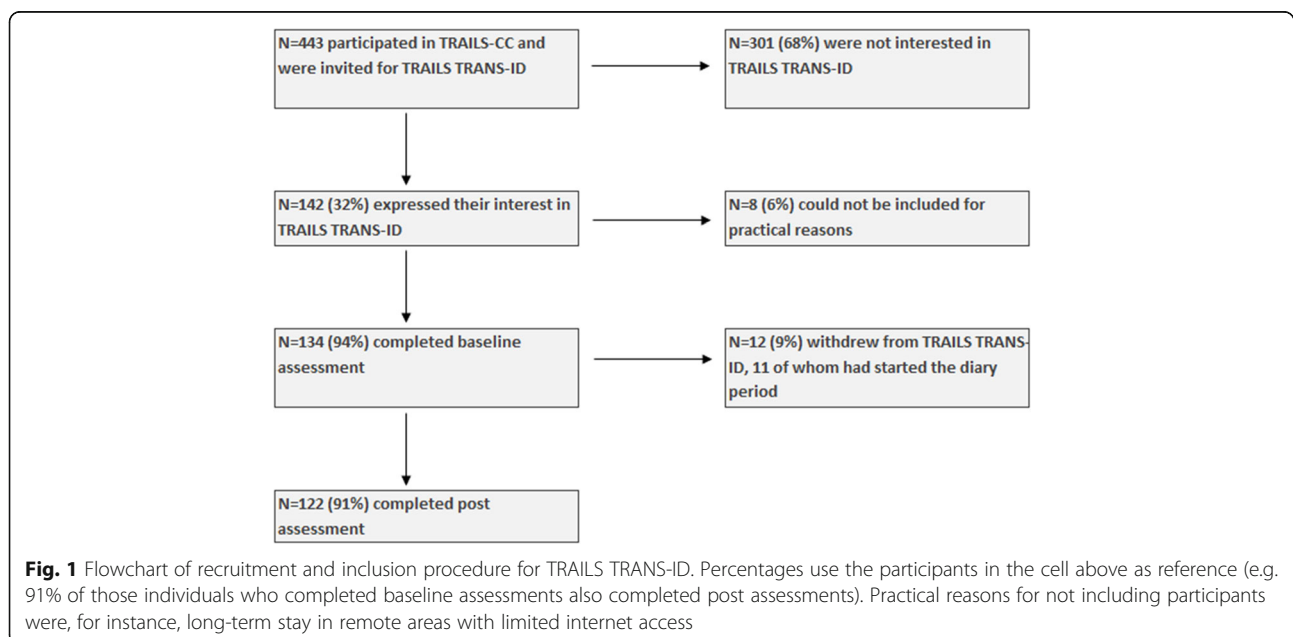 N=443 participated in TRAILS-CC and
were invited for TRAILS TRANS-ID
N=301 (68%) were not interested in
TRAILS TRANS-ID
N=142 (32%) expressed their interest in
TRAILS TRANS-ID
N=8 (6%) could not be included for
practical reasons
N=134 (94%) completed baseline
assessment
N=12 (9%) withdrew from TRAILS TRANS-
ID, 11 of whom had started the diary
period
N=122 (91%) completed post
assessment
Fig. 1 Flowchart of recruitment and inclusion procedure for TRAILS TRANS-ID. Percentages use the participants in the cell above as reference (e.g.
91% of those individuals who completed baseline assessments also completed post assessments). Practical reasons for not including participants
were, for instance, long-term stay in remote areas with limited internet access